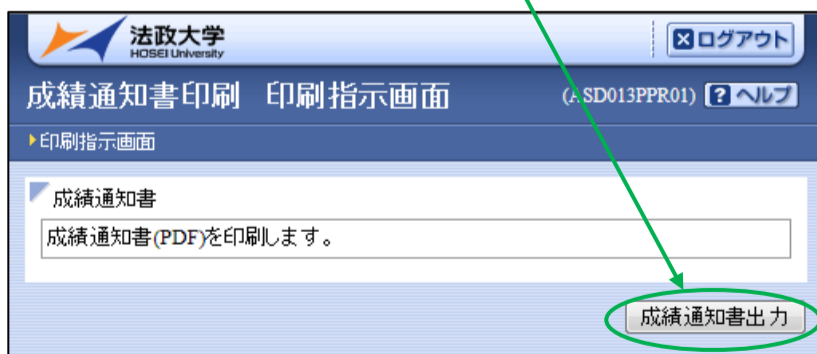 法政大学
HOSEI University
ログアウト
成績通知書印刷 印刷指示画面 (ASD013PPR01) ? ヘルプ
印刷指示画面
成績通知書
成績通知書(PDF)を印刷します。
成績通知書出力